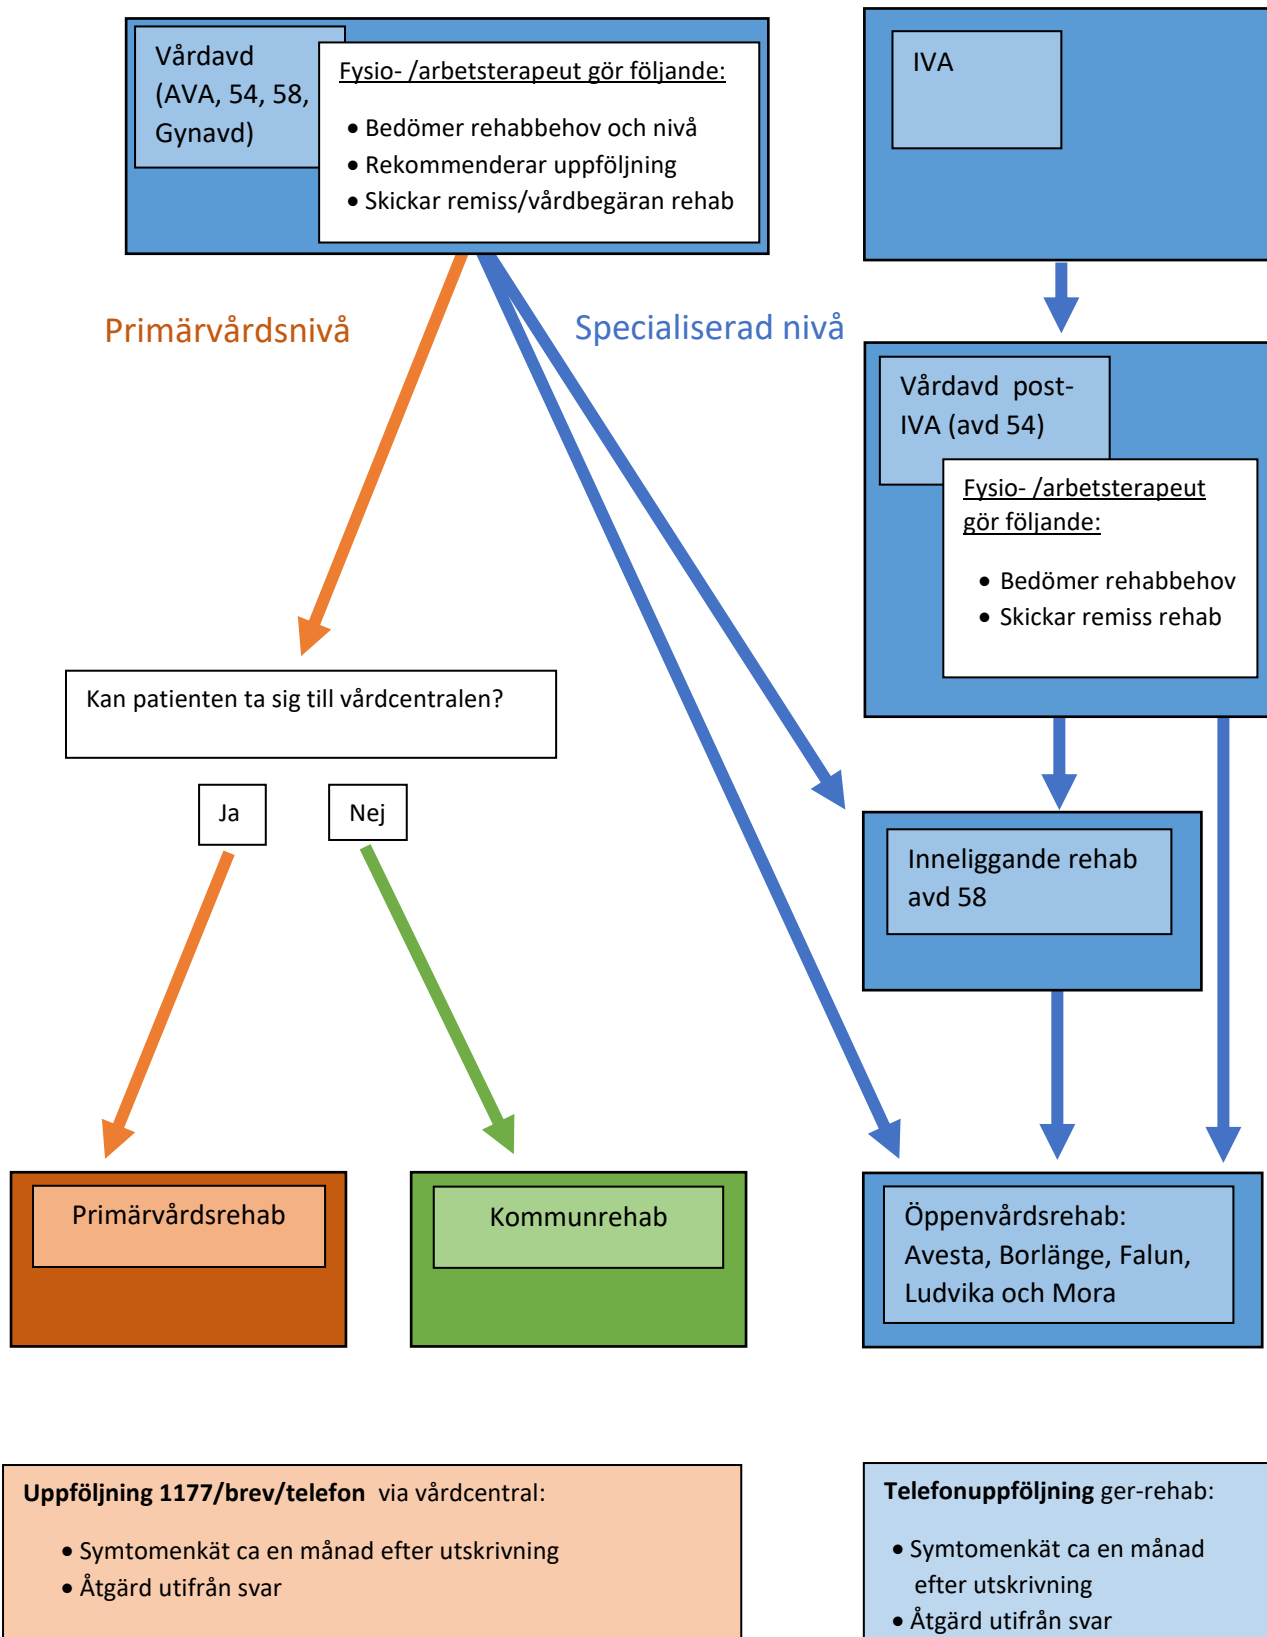 Vårdavd
(AVA, 54, 58,
Gynavd)
Fysio- /arbetsterapeut gör följande:
• Bedömer rehabbehov och nivå
• Rekommenderar uppföljning
• Skickar remiss/vårdbegäran rehab
IVA
Primärvårdsnivå
Specialiserad nivå
Vårdavd post-
IVA (avd 54)
Fysio- /arbetsterapeut
gör följande:
• Bedömer rehabbehov
• Skickar remiss rehab
Kan patienten ta sig till vårdcentralen?
Ja
Nej
Inneliggande rehab
avd 58
Primärvårdsrehab
Kommunrehab
Öppenvårdsrehab:
Avesta, Borlänge, Falun,
Ludvika och Mora
Uppföljning 1177/brev/telefon via vårdcentral:
• Symtomenkät ca en månad efter utskrivning
• Åtgärd utifrån svar
Telefonuppföljning ger-rehab:
• Symtomenkät ca en månad
efter utskrivning
• Åtgärd utifrån svar